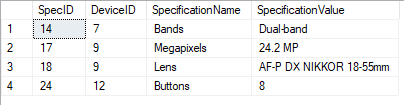 SpecID DeviceID SpecificationName SpecificationValue
1 14 7 Bands Dual-band
2 17 9 Megapixels 24.2 MP
3 18 9 Lens AF-P DX NIKKOR 18-55mm
4 24 12 Buttons 8